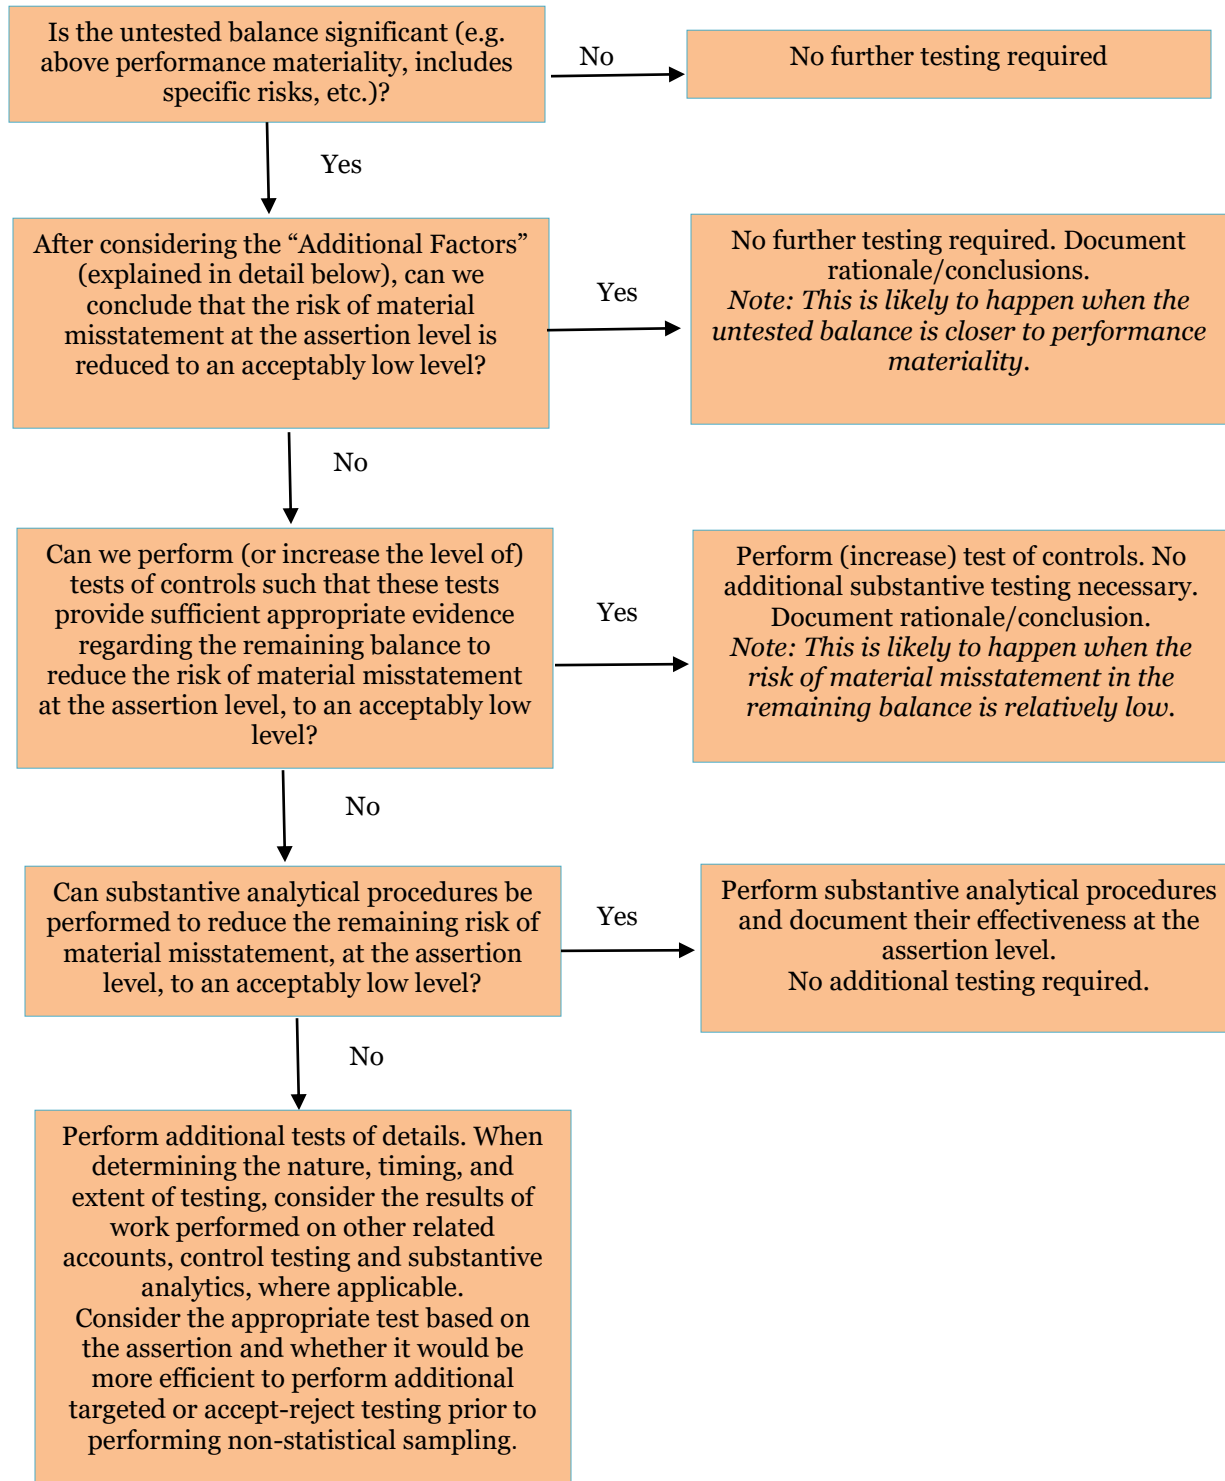 Is the untested balance significant (e.g.
above performance materiality, includes
specific risks, etc.)?
No
No further testing required
Yes
After considering the “Additional Factors”
(explained in detail below), can we
conclude that the risk of material
misstatement at the assertion level is
reduced to an acceptably low level?
Yes
No further testing required. Document
rationale/conclusions.
Note: This is likely to happen when the
untested balance is closer to performance
materiality.
No
Can we perform (or increase the level of)
tests of controls such that these tests
provide sufficient appropriate evidence
regarding the remaining balance to
reduce the risk of material misstatement
at the assertion level, to an acceptably low
level?
Yes
Perform (increase) test of controls. No
additional substantive testing necessary.
Document rationale/conclusion.
Note: This is likely to happen when the
risk of material misstatement in the
remaining balance is relatively low.
No
Can substantive analytical procedures be
performed to reduce the remaining risk of
material misstatement, at the assertion
level, to an acceptably low level?
Yes
Perform substantive analytical procedures
and document their effectiveness at the
assertion level.
No additional testing required.
No
Perform additional tests of details. When
determining the nature, timing, and
extent of testing, consider the results of
work performed on other related
accounts, control testing and substantive
analytics, where applicable.
Consider the appropriate test based on
the assertion and whether it would be
more efficient to perform additional
targeted or accept-reject testing prior to
performing non-statistical sampling.